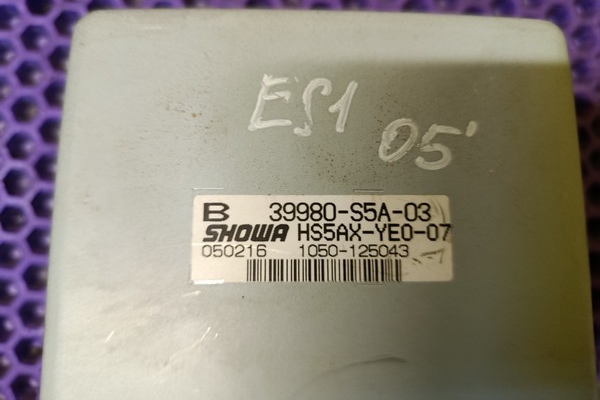 ES1
05'
B 39980-S5A-03
SHOWA HS5AX-YE0-07
050216 1050-125043